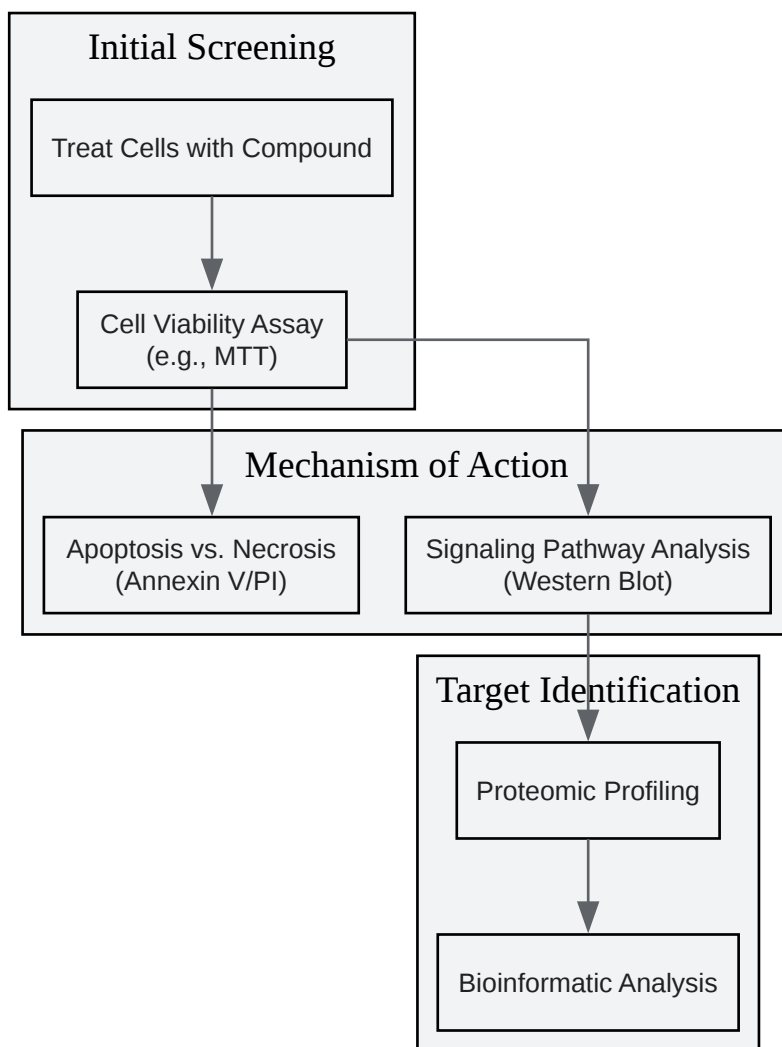 Initial Screening
Treat Cells with Compound
Cell Viability Assay
(e.g., MTT)
Mechanism of Action
Apoptosis vs. Necrosis
(Annexin V/PI)
Signaling Pathway Analysis
(Western Blot)
Target Identification
Proteomic Profiling
Bioinformatic Analysis